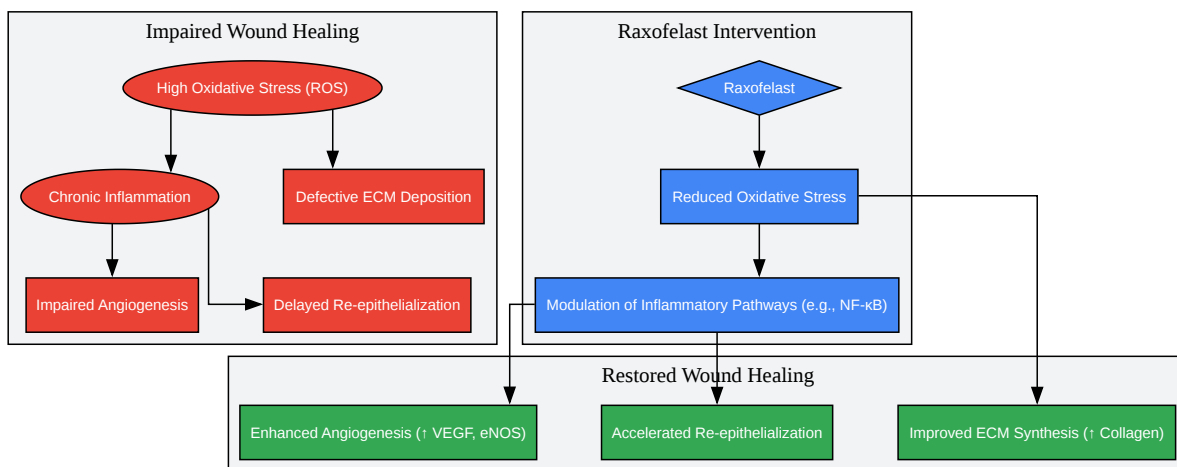 Impaired Wound Healing
High Oxidative Stress (ROS)
Chronic Inflammation
Defective ECM Deposition
Impaired Angiogenesis
Delayed Re-epithelialization
Raxofelast Intervention
Raxofelast
Reduced Oxidative Stress
Modulation of Inflammatory Pathways (e.g., NF-κB)
Restored Wound Healing
Enhanced Angiogenesis (↑ VEGF, eNOS)
Accelerated Re-epithelialization
Improved ECM Synthesis (↑ Collagen)